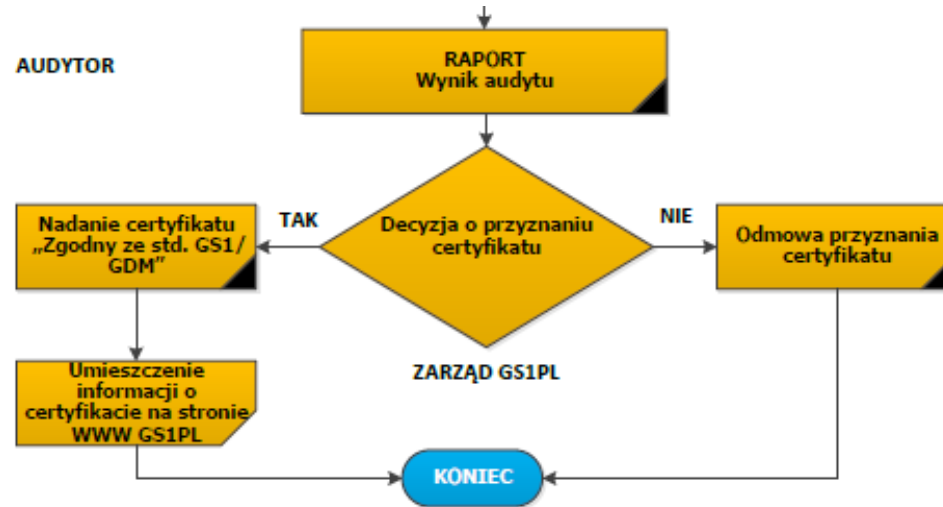 AUDYTOR
RAPORT
Wynik audytu
Decyzja o przyznaniu
certyfikatu
TAK
NIE
Nadanie certyfikatu
„Zgodny ze std. GS1/
GDM”
Odmowa przyznania
certyfikatu
ZARZĄD GS1PL
Umieszczenie
informacji o
certyfikacie na stronie
WWW GS1PL
KONIEC